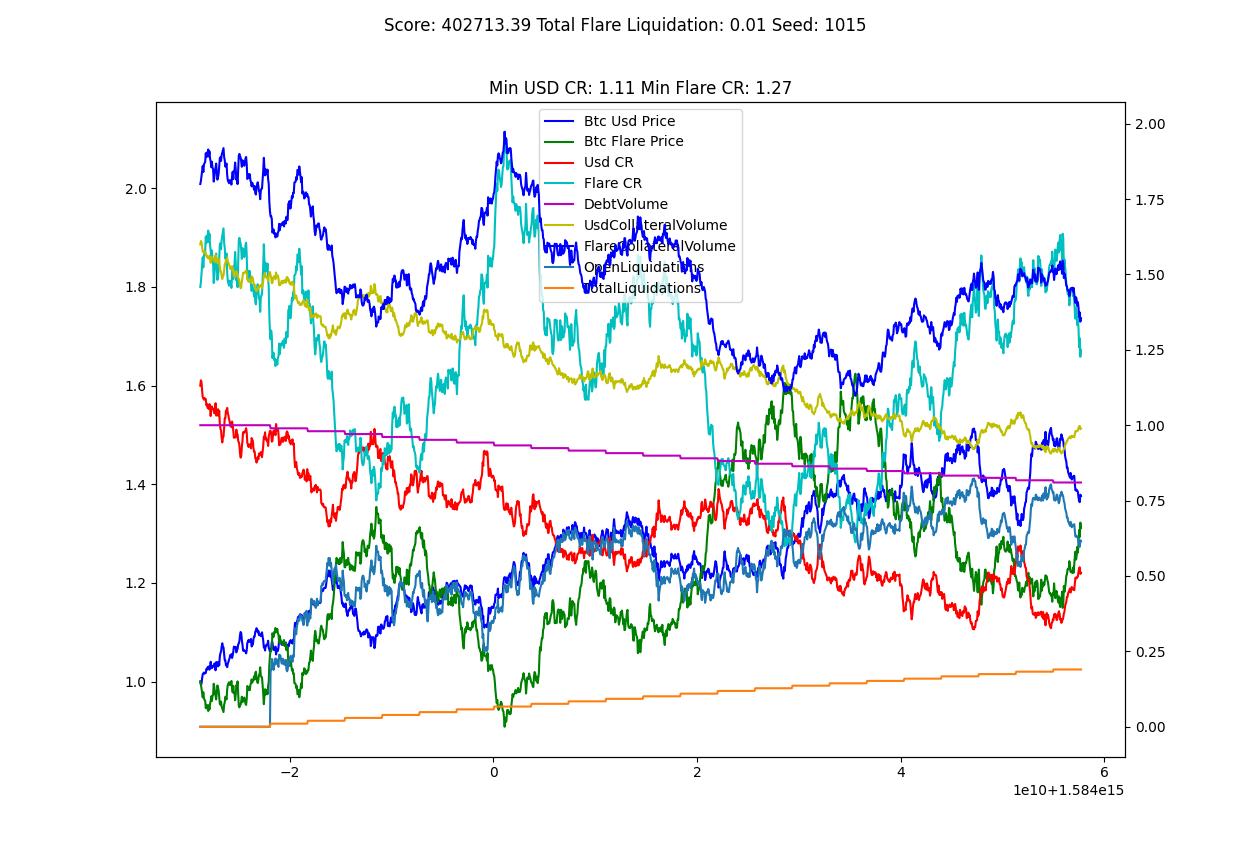 Score: 402713.39 Total Flare Liquidation: 0.01 Seed: 1015
Min USD CR: 1.11 Min Flare CR: 1.27
Btc Usd Price
Btc Flare Price
Usd CR
Flare CR
DebtVolume
UsdCollateralVolume
FlareCollateralVolume
OpenLiquidations
TotalLiquidations
2.0
1.8
1.6
1.4
1.2
1.0
2.00
1.75
1.50
1.25
1.00
0.75
0.50
0.25
0.00
−2
0
2
4
6
1e10+1.584e15